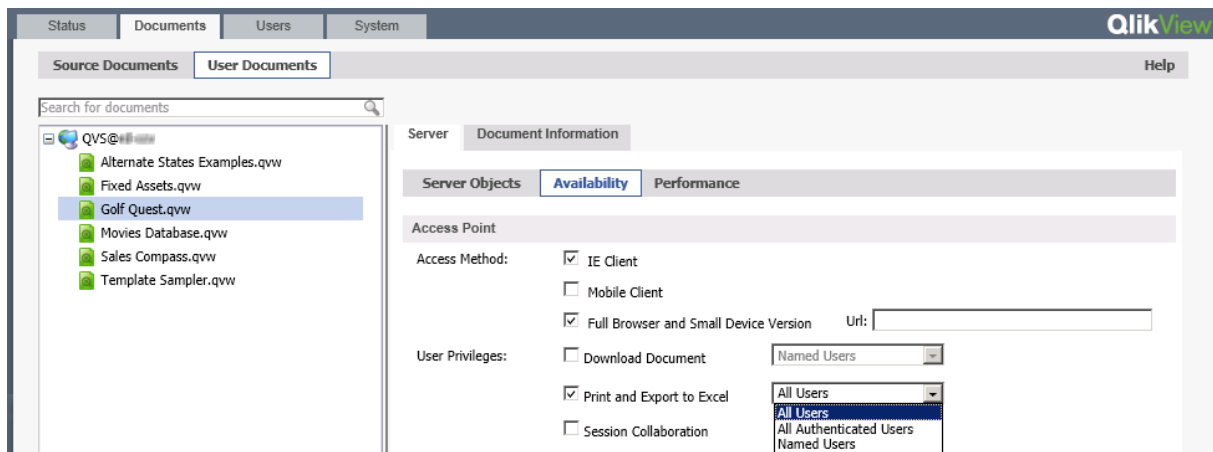 Status Documents Users System QlikView
Source Documents User Documents Help
Search for documents
QVS@
Alternate States Examples.qvw
Fixed Assets.qvw
Golf Quest.qvw
Movies Database.qvw
Sales Compass.qvw
Template Sampler.qvw
Server Document Information
Server Objects Availability Performance
Access Point
Access Method: IE Client
Mobile Client
Full Browser and Small Device Version Url:
User Privileges: Download Document Named Users
Print and Export to Excel All Users
All Users
All Authenticated Users
Session Collaboration
Named Users